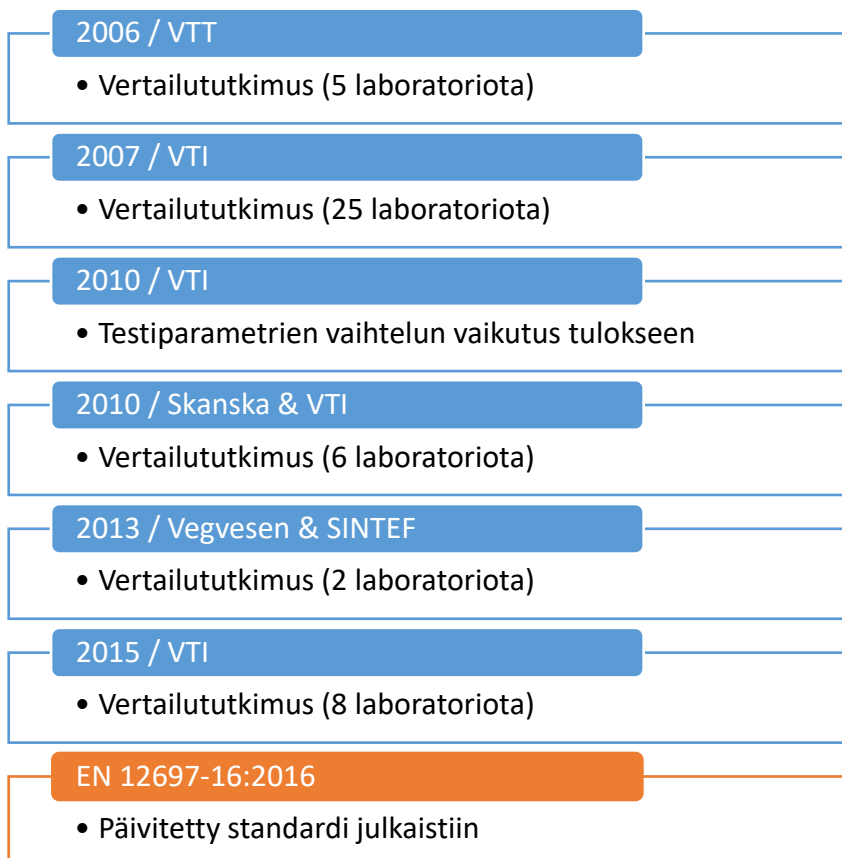 2006 / VTT
• Vertailututkimus (5 laboratoriota)
2007 / VTI
• Vertailututkimus (25 laboratoriota)
2010 / VTI
• Testiparametrien vaihtelun vaikutus tulokseen
2010 / Skanska & VTI
• Vertailututkimus (6 laboratoriota)
2013 / Vegvesen & SINTEF
• Vertailututkimus (2 laboratoriota)
2015 / VTI
• Vertailututkimus (8 laboratoriota)
EN 12697-16:2016
• Päivitetty standardi julkaistiin